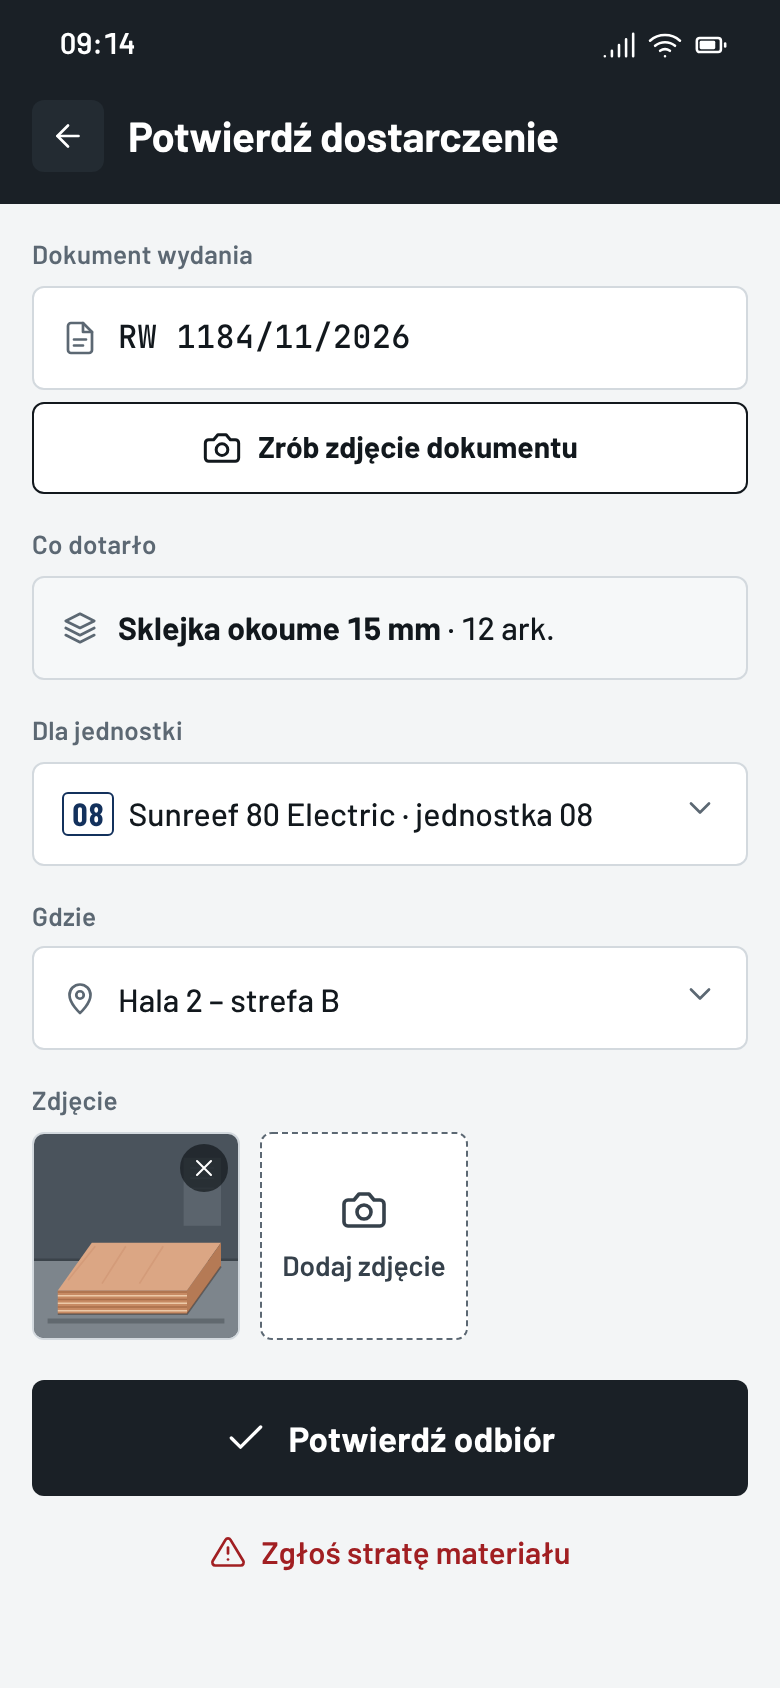 09:14
Potwierdź dostarczenie
Dokument wydania
RW 1184/11/2026
Zrób zdjęcie dokumentu
Co dotarło
Sklejka okoume 15 mm · 12 ark.
Dla jednostki
08 Sunreef 80 Electric · jednostka 08
Gdzie
Hala 2 – strefa B
Zdjęcie
Dodaj zdjęcie
Potwierdź odbiór
Zgłoś stratę materiału